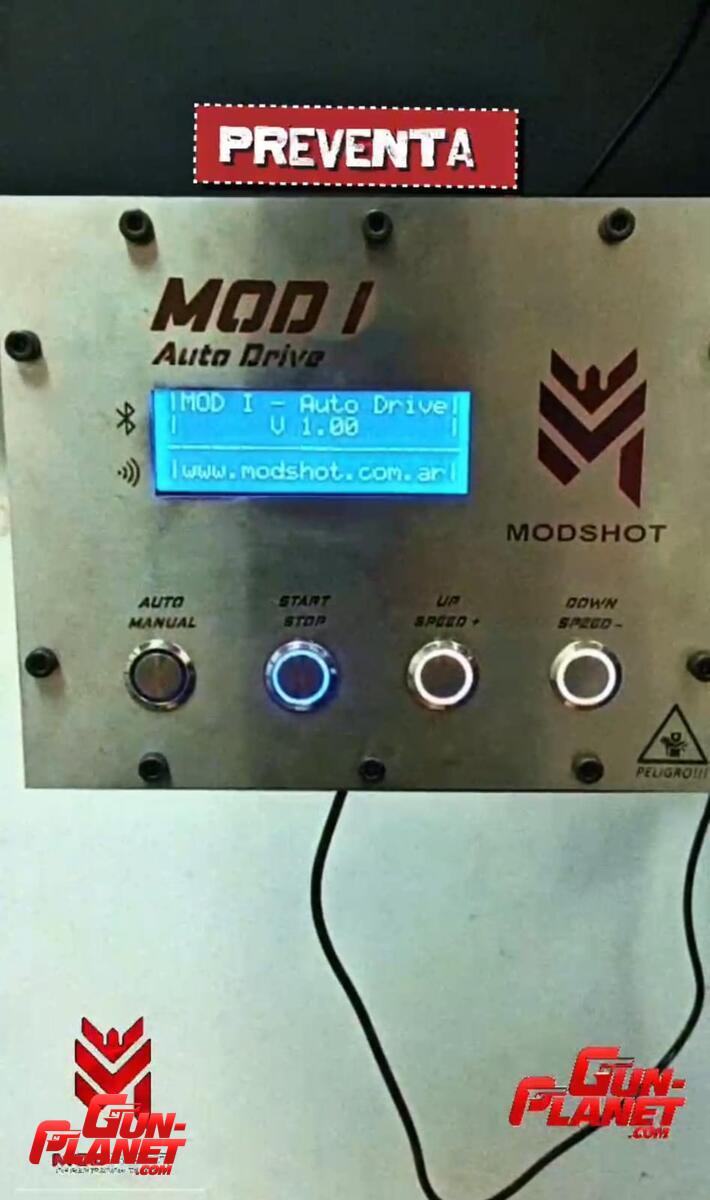 PREVENTA
MOD I
Auto Drive
|MOD I - Auto Drive|
| V 1.00 |
|www.modshot.com.ar|
MODSHOT
AUTO MANUAL
START STOP
UP SPEED +
DOWN SPEED -
PELIGRO!!!
GUN-PLANET.COM
GUN-PLANET.COM